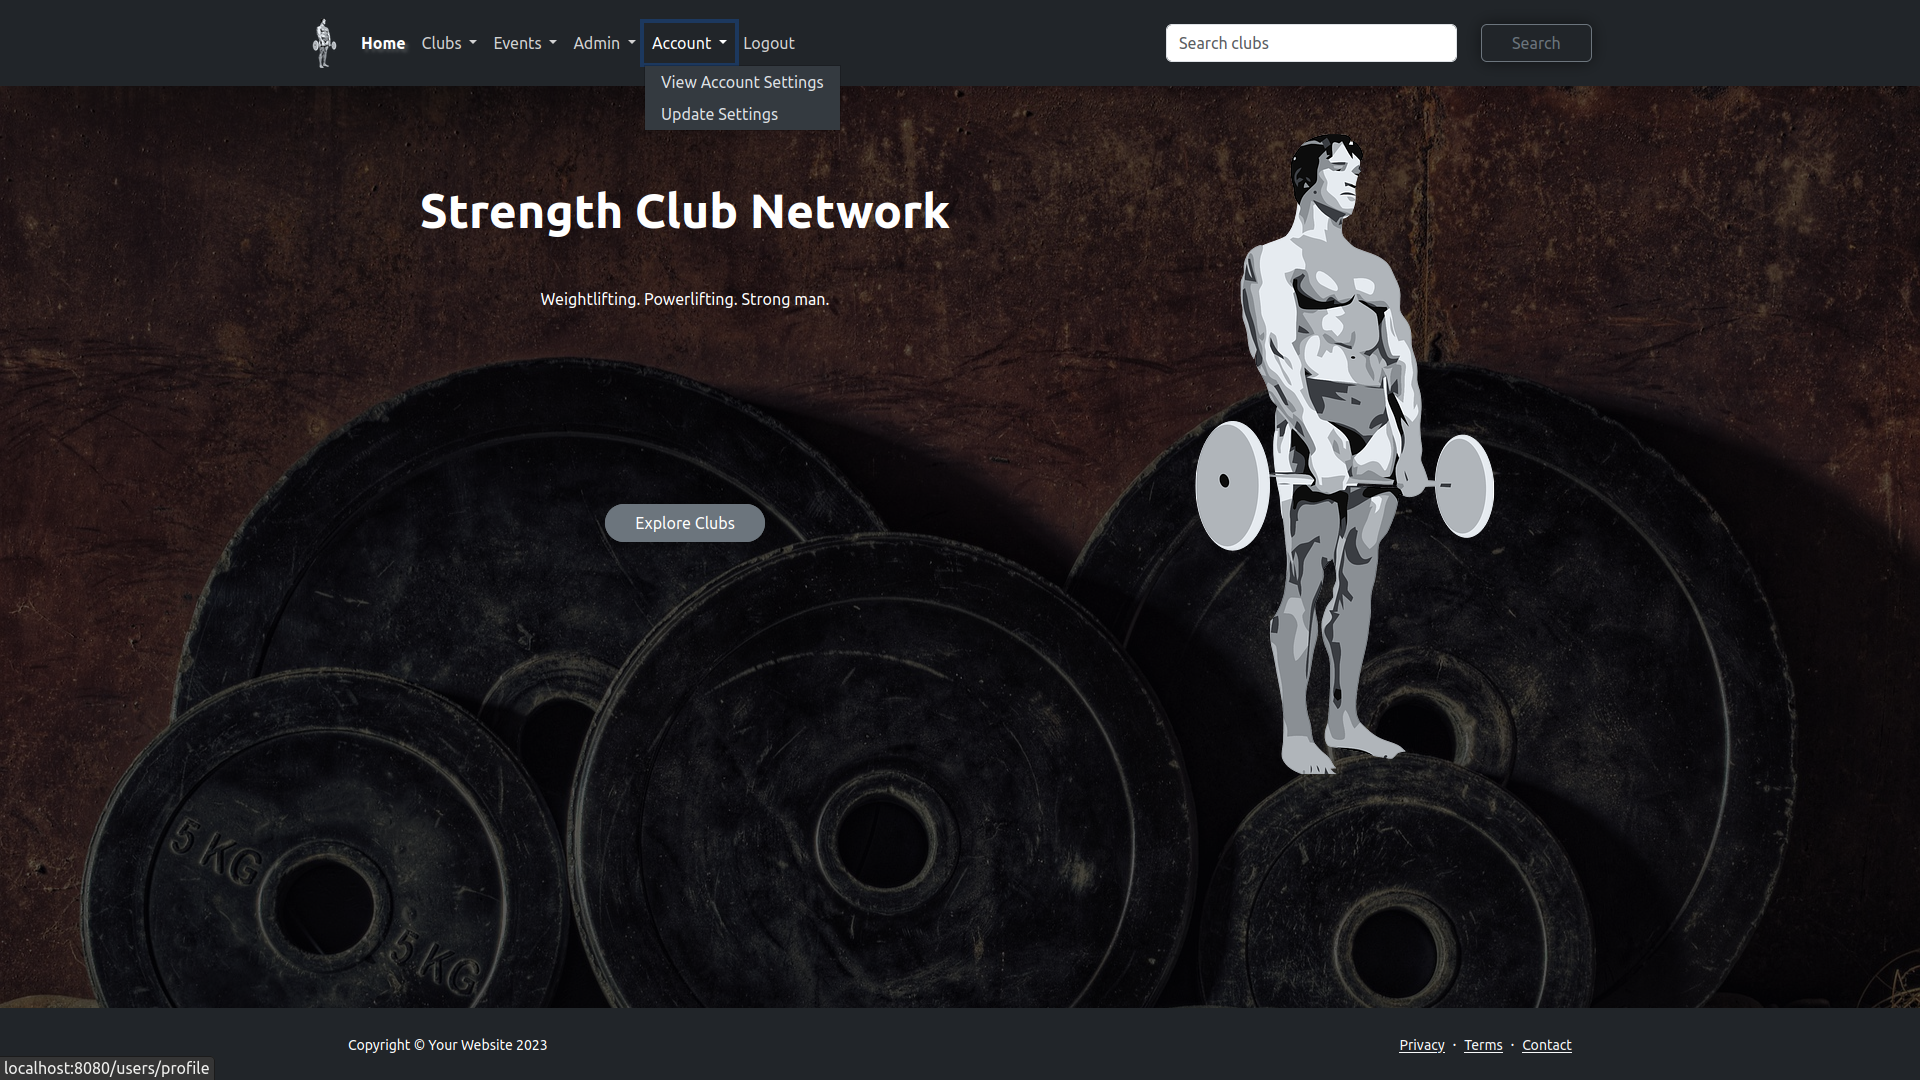 Home Clubs Events Admin Account Logout Search clubs Search
View Account Settings
Update Settings
Strength Club Network
Weightlifting. Powerlifting. Strong man.
Explore Clubs
5 KG
5 KG
Copyright © Your Website 2023 Privacy · Terms · Contact
localhost:8080/users/profile